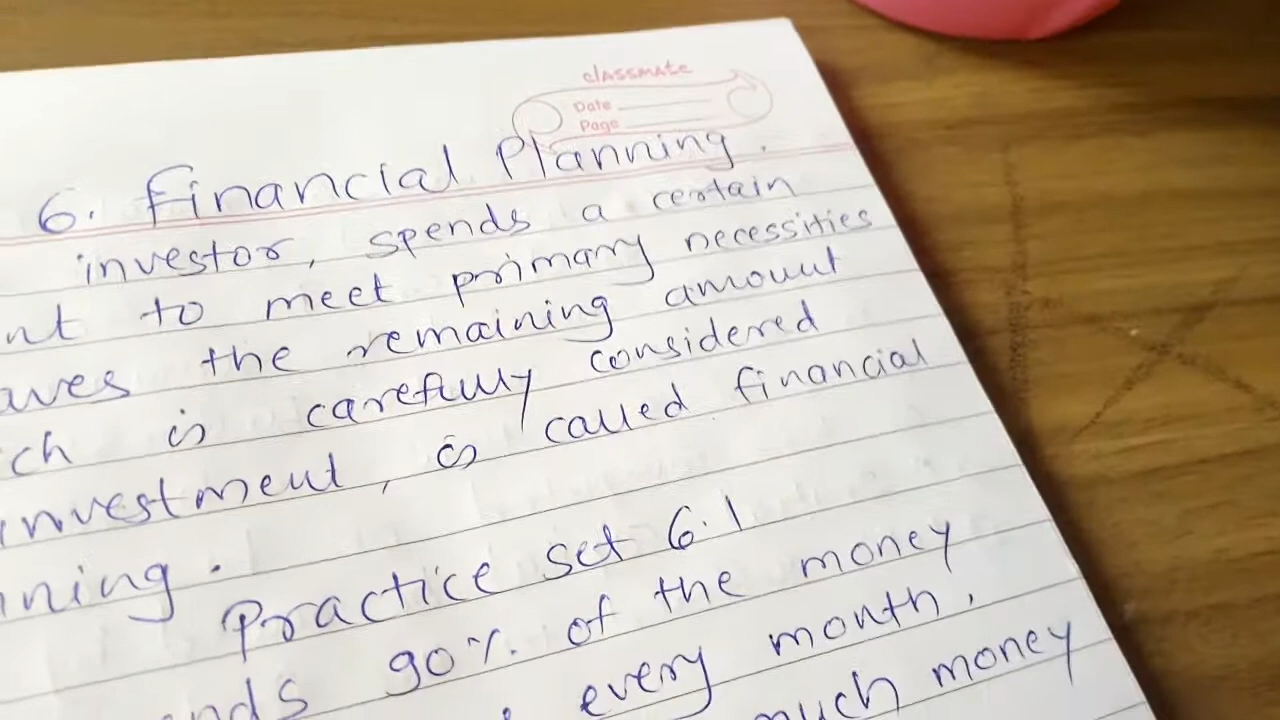 classmate
Date
Page
6. Financial Planning.
investor, spends a certain
nt to meet primary necessities
aves the remaining amount
ch is carefully considered
investment, is called financial
ning.
Practice set 6.1
nds 90% of the money
every month.
much money